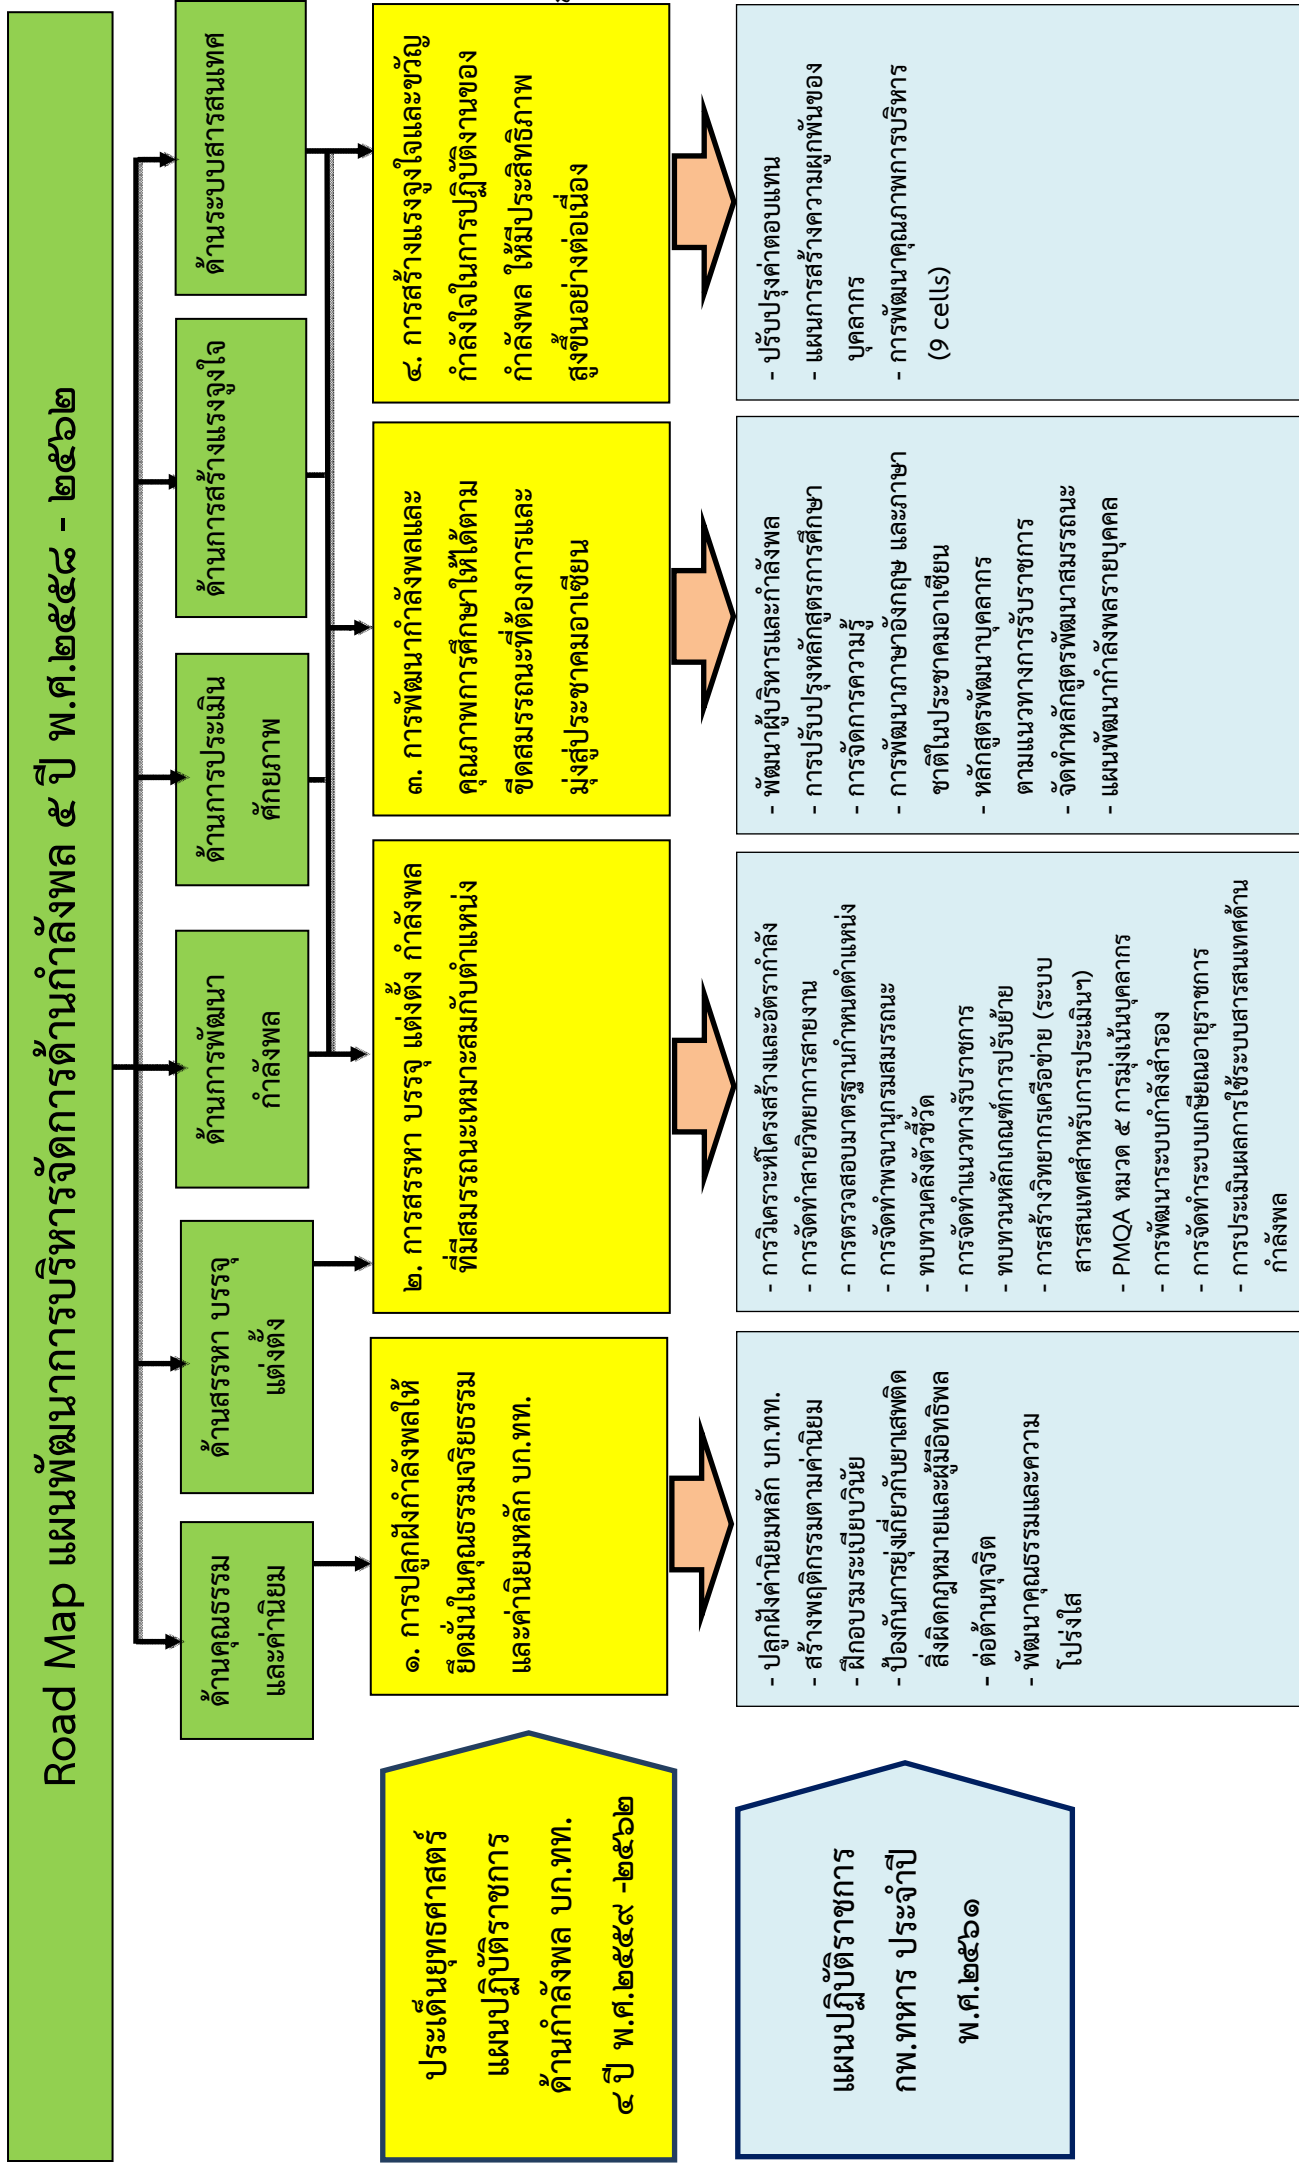 Road Map แผนพัฒนาการบริหารจัดการด้านกำลังพล ๕ ปี พ.ศ.๒๕๕๘ - ๒๕๖๒
ด้านคุณธรรม
และค่านิยม
ด้านสรรหา บรรจุ
แต่งตั้ง
ด้านการพัฒนา
กำลังพล
ด้านการประเมิน
ศักยภาพ
ด้านการสร้างแรงจูงใจ
ด้านระบบสารสนเทศ
ประเด็นยุทธศาสตร์
แผนปฏิบัติราชการ
ด้านกำลังพล บก.ทท.
๔ ปี พ.ศ.๒๕๕๙ -๒๕๖๒
๑. การปลูกฝังกำลังพลให้
ยึดมั่นในคุณธรรมจริยธรรม
และค่านิยมหลัก บก.ทท.
๒. การสรรหา บรรจุ แต่งตั้ง กำลังพล
ที่มีสมรรถนะเหมาะสมกับตำแหน่ง
๓. การพัฒนากำลังพลและ
คุณภาพการศึกษาให้ได้ตาม
ขีดสมรรถนะที่ต้องการและ
มุ่งสู่ประชาคมอาเซียน
๔. การสร้างแรงจูงใจและขวัญ
กำลังใจในการปฏิบัติงานของ
กำลังพล ให้มีประสิทธิภาพ
สูงขึ้นอย่างต่อเนื่อง
แผนปฏิบัติราชการ
กพ.ทหาร ประจำปี
พ.ศ.๒๕๖๑
- ปลูกฝังค่านิยมหลัก บก.ทท.
- สร้างพฤติกรรมตามค่านิยม
- ฝึกอบรมระเบียบวินัย
- ป้องกันการยุ่งเกี่ยวกับยาเสพติด
สิ่งผิดกฎหมายและผู้มีอิทธิพล
- ต่อต้านทุจริต
- พัฒนาคุณธรรมและความ
โปร่งใส
- การวิเคราะห์โครงสร้างและอัตรากำลัง
- การจัดทำสายวิทยาการสายงาน
- การตรวจสอบมาตรฐานกำหนดตำแหน่ง
- การจัดทำพจนานุกรมสมรรถนะ
- ทบทวนคลังตัวชี้วัด
- การจัดทำแนวทางรับราชการ
- ทบทวนหลักเกณฑ์การปรับย้าย
- การสร้างวิทยากรเครือข่าย (ระบบ
สารสนเทศสำหรับการประเมินฯ)
- PMQA หมวด ๕ การมุ่งเน้นบุคลากร
- การพัฒนาระบบกำลังสำรอง
- การจัดทำระบบเกษียณอายุราชการ
- การประเมินผลการใช้ระบบสารสนเทศด้าน
กำลังพล
- พัฒนาผู้บริหารและกำลังพล
- การปรับปรุงหลักสูตรการศึกษา
- การจัดการความรู้
- การพัฒนาภาษาอังกฤษ และภาษา
ชาติในประชาคมอาเซียน
- หลักสูตรพัฒนาบุคลากร
ตามแนวทางการรับราชการ
- จัดทำหลักสูตรพัฒนาสมรรถนะ
- แผนพัฒนากำลังพลรายบุคคล
- ปรับปรุงค่าตอบแทน
- แผนการสร้างความผูกพันของ
บุคลากร
- การพัฒนาคุณภาพการบริหาร
(9 cells)